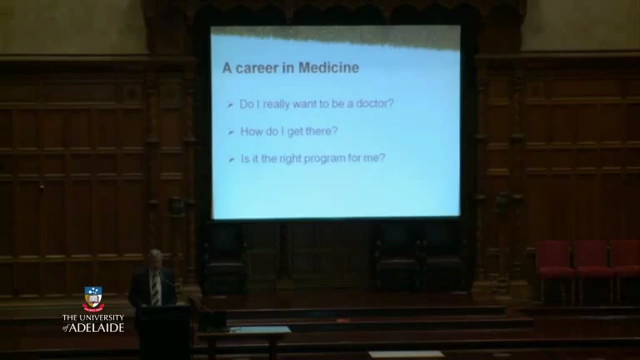 A career in Medicine
➢ Do I really want to be a doctor?
➢ How do I get there?
➢ Is it the right program for me?
THE UNIVERSITY
of ADELAIDE